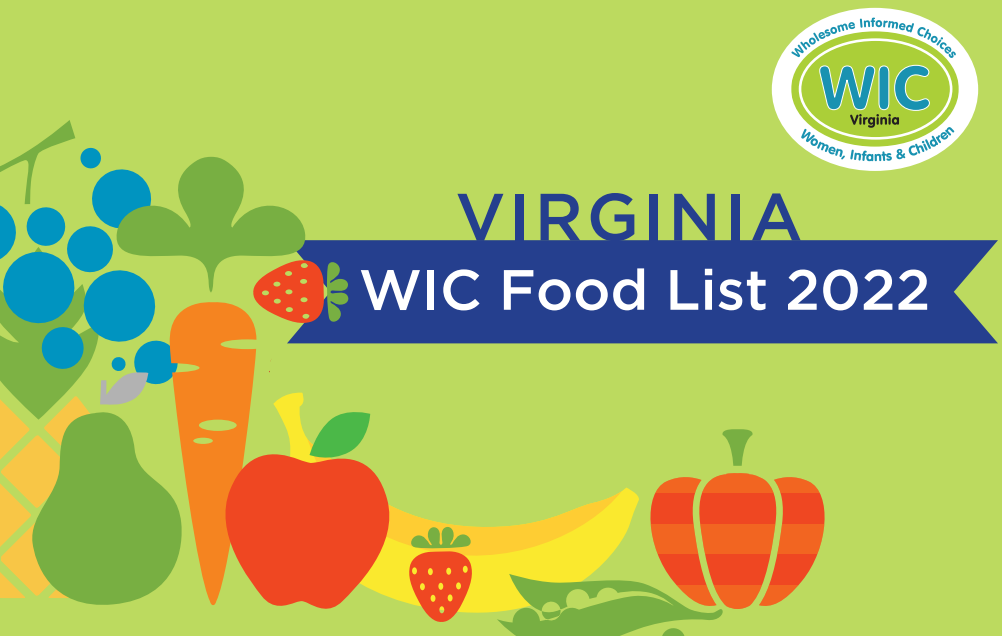 Wholesome Informed Choices
WIC
Virginia
Women, Infants & Children
VIRGINIA
WIC Food List 2022